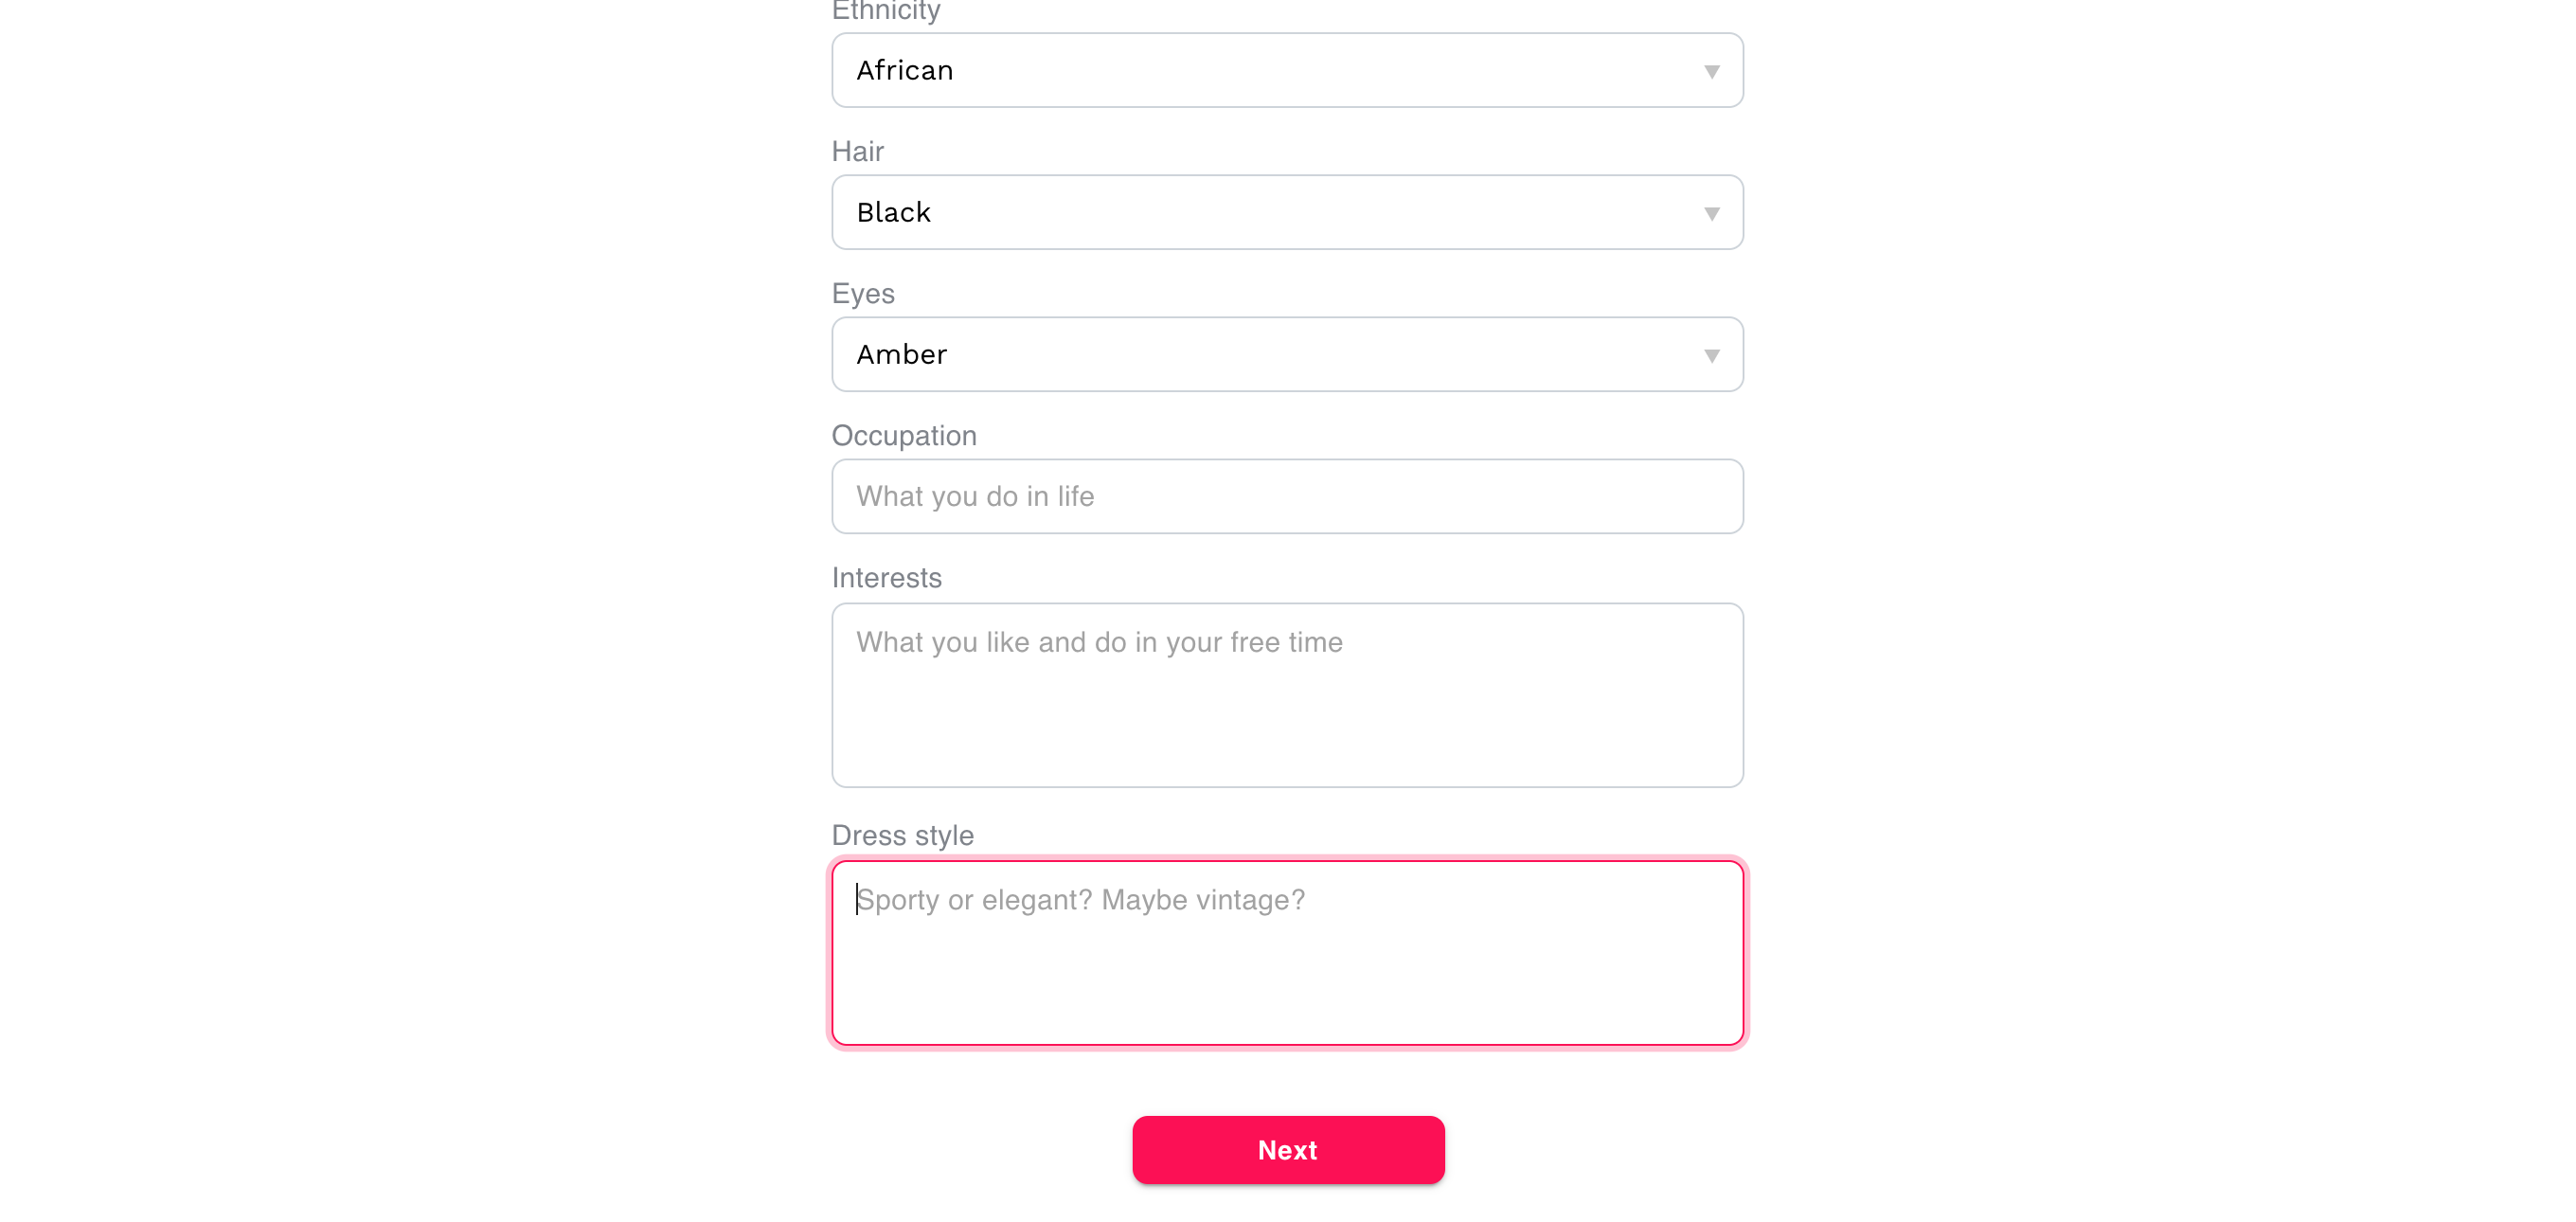 Ethnicity
African
Hair
Black
Eyes
Amber
Occupation
What you do in life
Interests
What you like and do in your free time
Dress style
Sporty or elegant? Maybe vintage?
Next